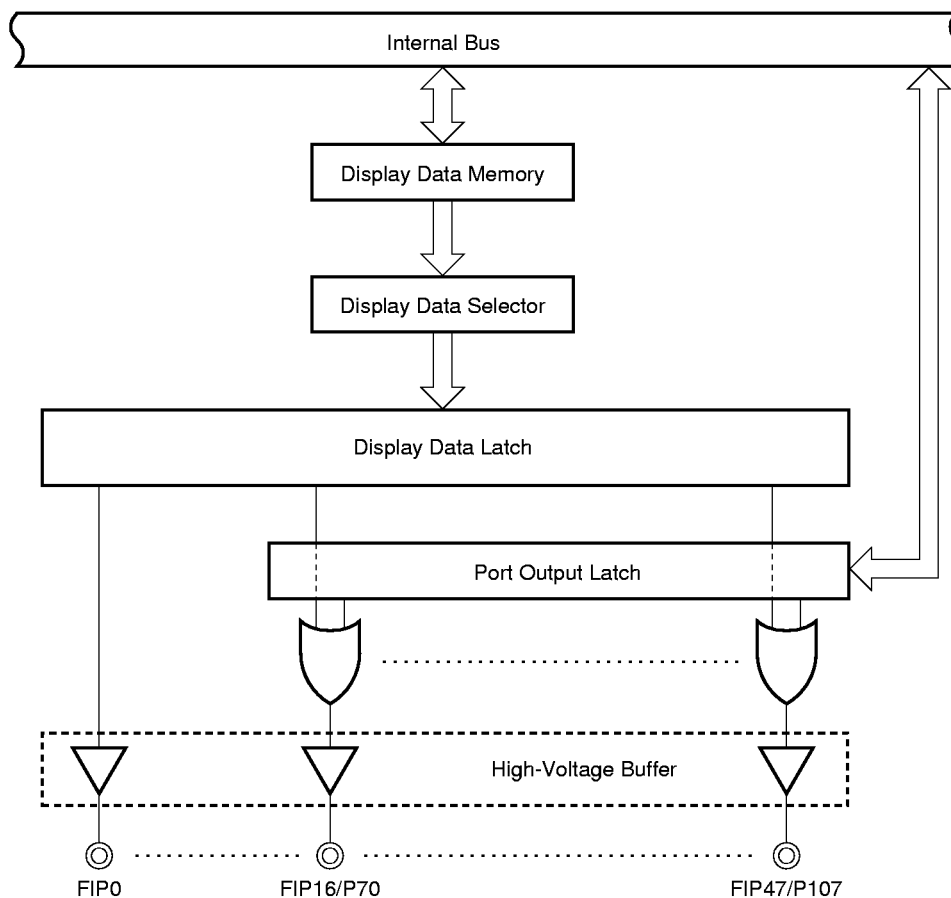 Internal Bus
Display Data Memory
Display Data Selector
Display Data Latch
Port Output Latch
High-Voltage Buffer
FIP0
FIP16/P70
FIP47/P107